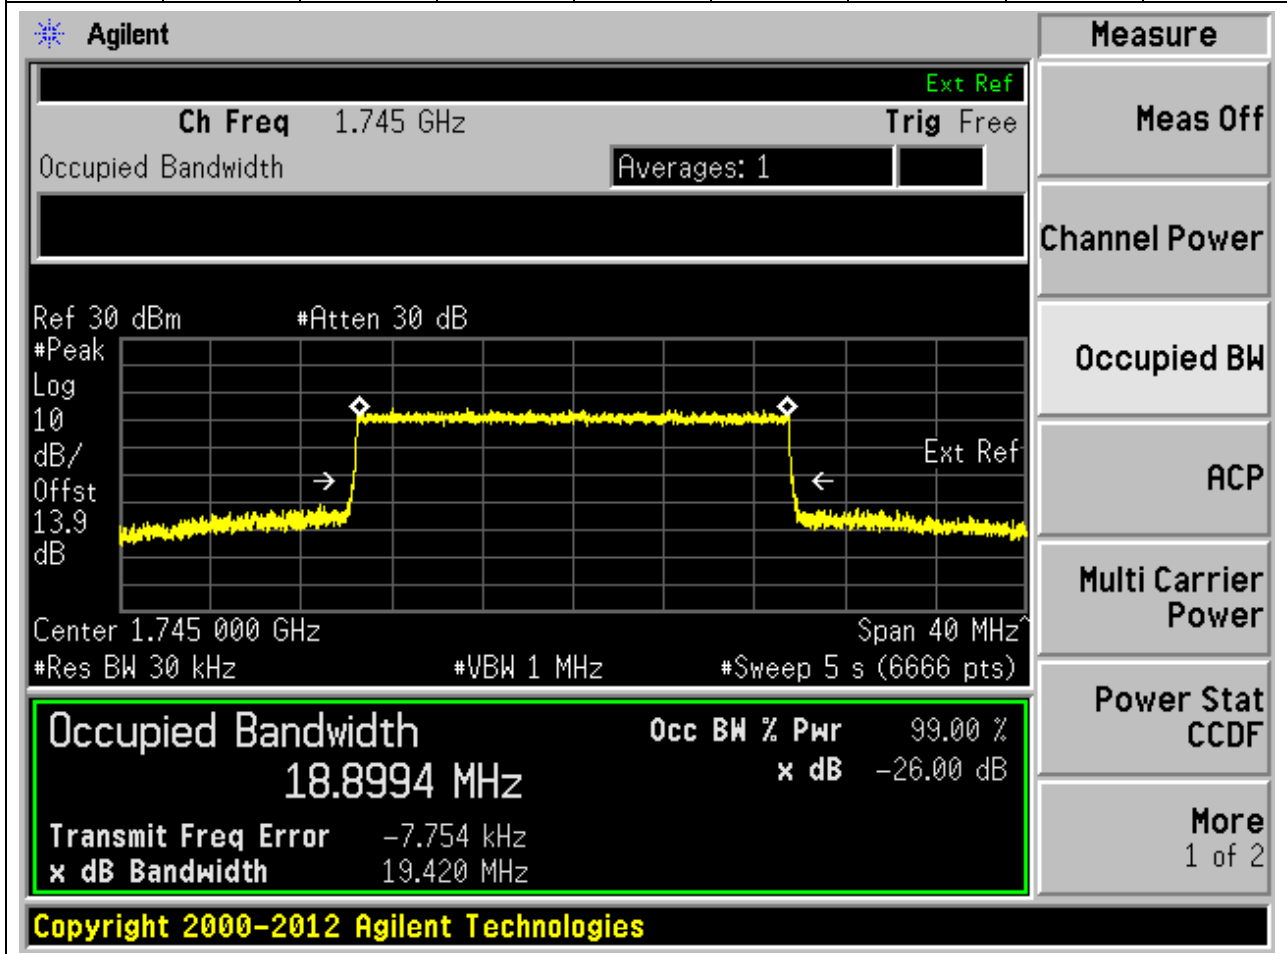 Agilent
Measure
Ext Ref
Ch Freq 1.745 GHz Trig Free
Meas Off
Occupied Bandwidth Averages: 1
Channel Power
Ref 30 dBm #Atten 30 dB
#Peak
Log
10
dB/
Offst
13.9
dB
Ext Ref
Center 1.745 000 GHz Span 40 MHz^
#Res BW 30 kHz #VBW 1 MHz #Sweep 5 s (6666 pts)
Occupied BW
ACP
Multi Carrier
Power
Occupied Bandwidth Occ BW % Pwr 99.00 %
18.8994 MHz x dB -26.00 dB
Transmit Freq Error -7.754 kHz
x dB Bandwidth 19.420 MHz
Power Stat
CCDF
More
1 of 2
Copyright 2000-2012 Agilent Technologies